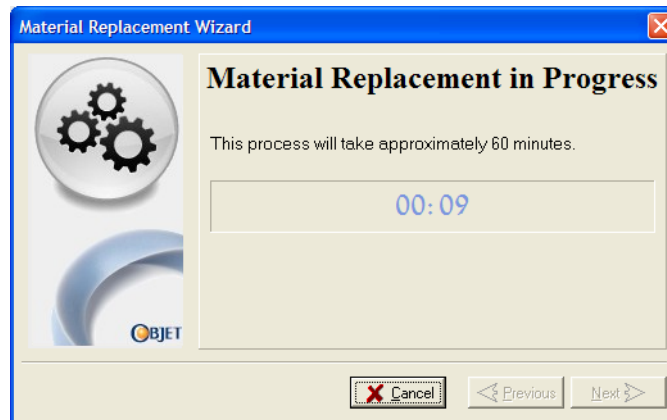 Material Replacement Wizard
Material Replacement in Progress
This process will take approximately 60 minutes.
00:09
OBJET
Cancel
Previous
Next